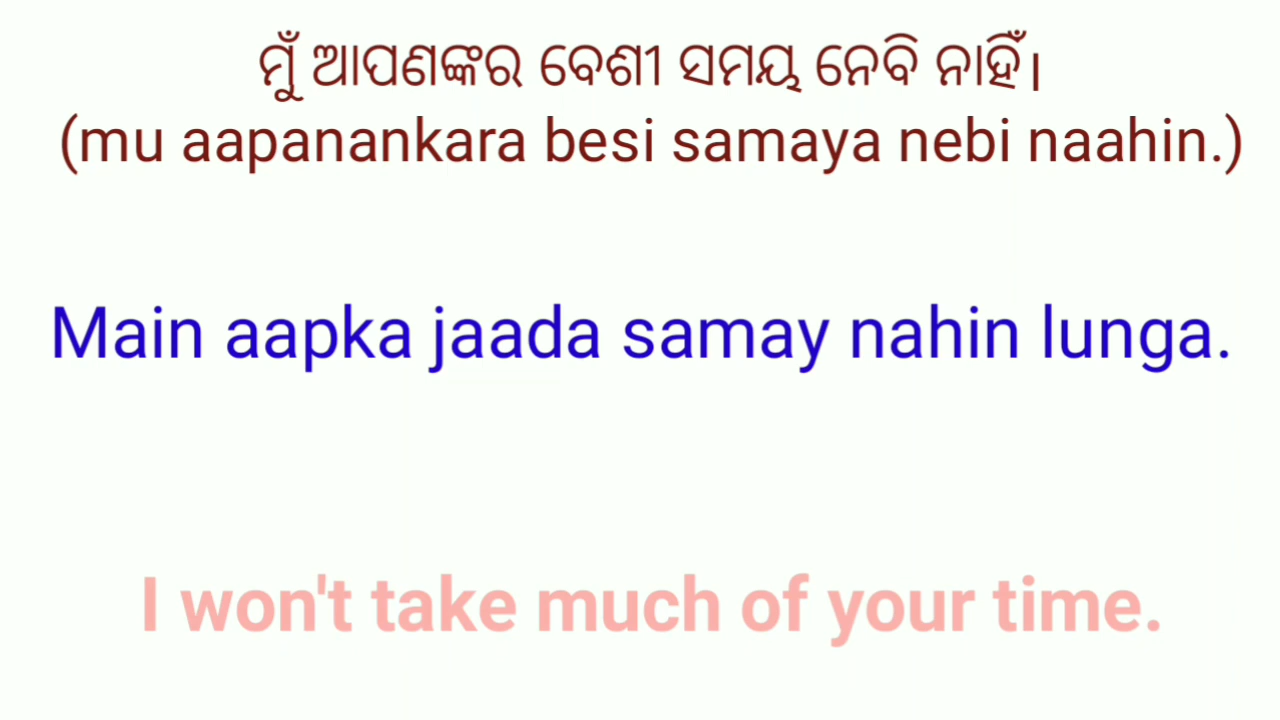 ମୁଁ ଆପଣଙ୍କର ବେଶୀ ସମୟ ନେବି ନାହିଁ।
(mu aapanankara besi samaya nebi naahin.)
Main aapka jaada samay nahin lunga.
I won't take much of your time.